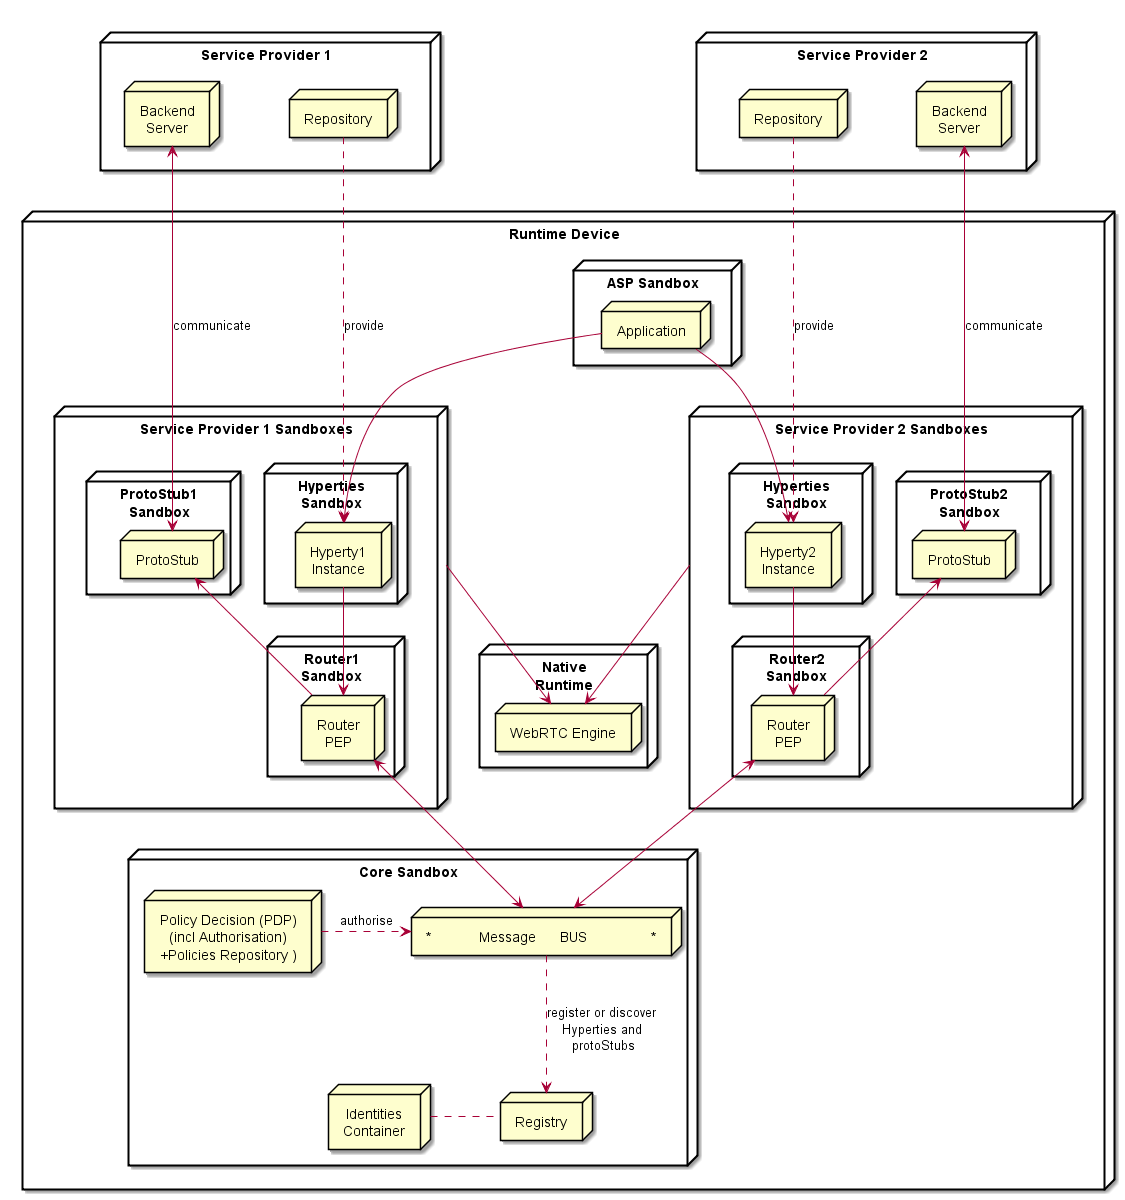 Service Provider 1
Backend
Server
Repository
Service Provider 2
Repository
Backend
Server
Runtime Device
ASP Sandbox
Application
communicate
provide
provide
communicate
Service Provider 1 Sandboxes
ProtoStub1
Sandbox
ProtoStub
Hyperties
Sandbox
Hyperty1
Instance
Router1
Sandbox
Router
PEP
Native
Runtime
WebRTC Engine
Service Provider 2 Sandboxes
Hyperties
Sandbox
Hyperty2
Instance
ProtoStub2
Sandbox
ProtoStub
Router2
Sandbox
Router
PEP
Core Sandbox
Policy Decision (PDP)
(incl Authorisation)
+Policies Repository )
authorise
* Message BUS *
register or discover
Hyperties and
protoStubs
Identities
Container
Registry